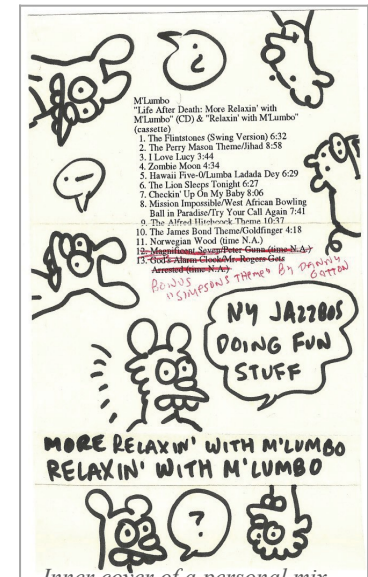 M'Lumbo
"Life After Death: More Relaxin' with
M'Lumbo" (CD) & "Relaxin' with M'Lumbo"
(cassette)
1. The Flintstones (Swing Version) 6:32
2. The Perry Mason Theme/Jihad 8:58
3. I Love Lucy 3:44
4. Zombie Moon 4:34
5. Hawaii Five-0/Lumba Ladada Dey 6:29
6. The Lion Sleeps Tonight 6:27
7. Checkin' Up On My Baby 8:06
8. Mission Impossible/West African Bowling
Ball in Paradise/Try Your Call Again 7:41
9. The Alfred Hitchcock Theme 10:37
10. The James Bond Theme/Goldfinger 4:18
11. Norwegian Wood (time N.A.)
12. Magnificent Seven/Peter Gunn (time N.A.)
13. God's Alarm Clock/Mr. Rogers Gets
Arrested (time N.A.)
BONUS
"SIMPSONS THEME" BY DANNY
GATTON
NY JAZZBOS
DOING FUN
STUFF
MORE RELAXIN' WITH M'LUMBO
RELAXIN' WITH M'LUMBO
?
Inner cover of a personal mix